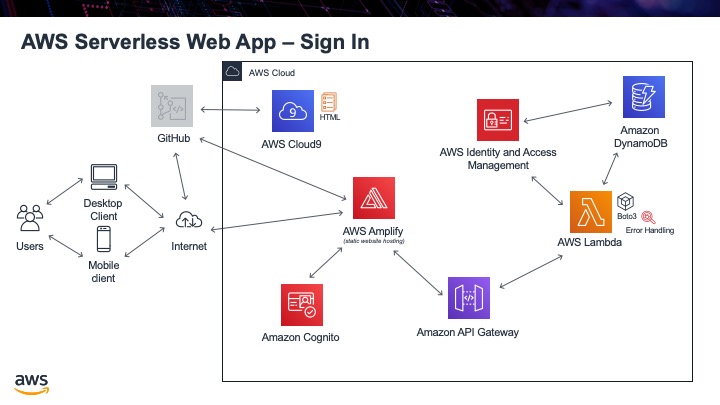 AWS Serverless Web App – Sign In
AWS Cloud
GitHub
9
AWS Cloud9
HTML
AWS Identity and Access
Management
Amazon
DynamoDB
Users
Desktop
Client
Mobile
client
Internet
AWS Amplify
(static website hosting)
Boto3
Error Handling
AWS Lambda
Amazon Cognito
Amazon API Gateway
aws